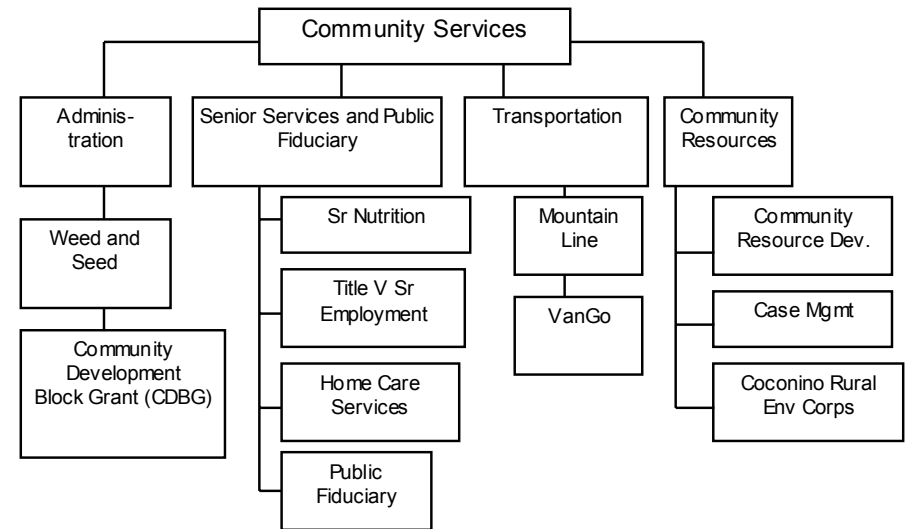 Community Services
Adminis-
tration
Senior Services and Public
Fiduciary
Transportation
Community
Resources
Weed and
Seed
Community
Development
Block Grant (CDBG)
Sr Nutrition
Title V Sr
Employment
Home Care
Services
Public
Fiduciary
Mountain
Line
VanGo
Community
Resource Dev.
Case Mgmt
Coconino Rural
Env Corps